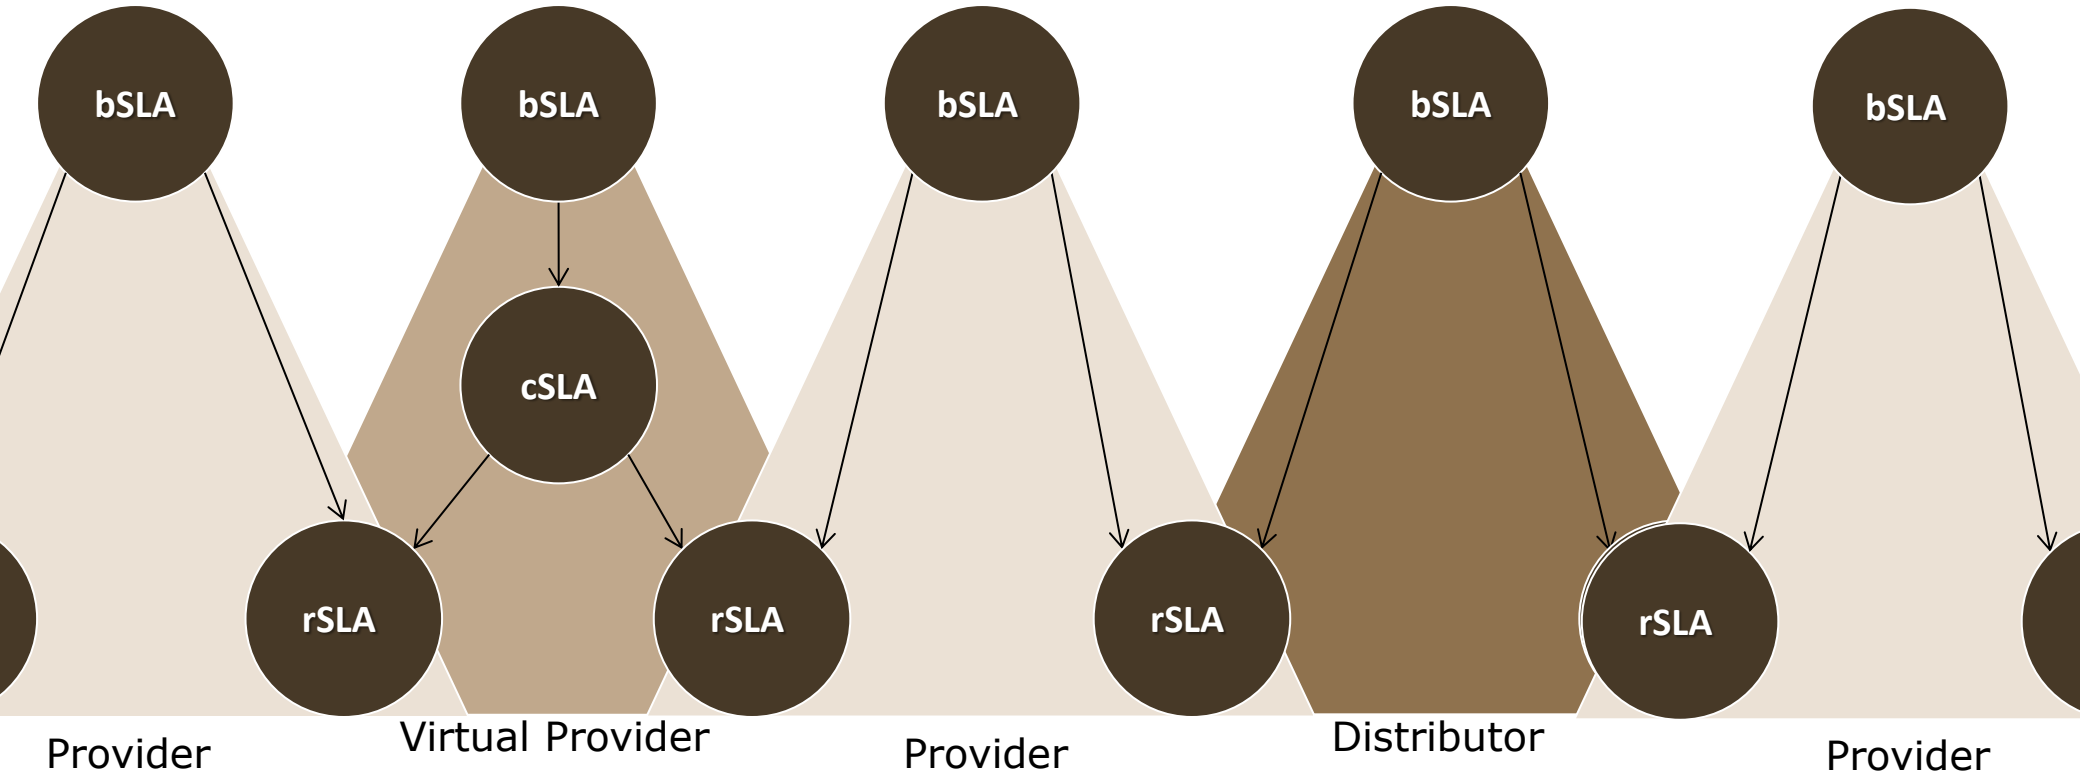 bSLA
bSLA
bSLA
bSLA
bSLA
cSLA
rSLA
rSLA
rSLA
rSLA
Provider
Virtual Provider
Provider
Distributor
Provider